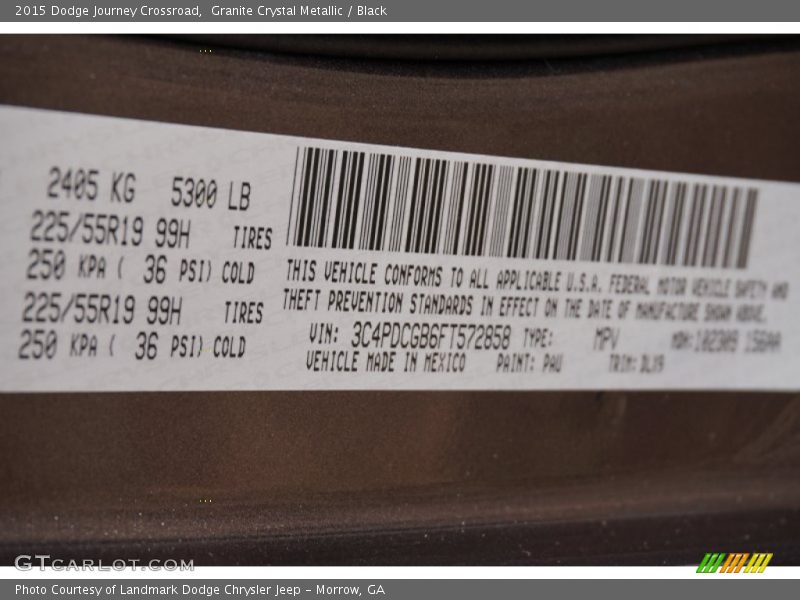 2015 Dodge Journey Crossroad,  Granite Crystal Metallic / Black
2405 KG 5300 LB
225/55R19 99H TIRES
250 KPA ( 36 PSI) COLD
225/55R19 99H TIRES
250 KPA ( 36 PSI) COLD
THIS VEHICLE CONFORMS TO ALL APPLICABLE U.S.A. FEDERAL MOTOR VEHICLE SAFETY AND
THEFT PREVENTION STANDARDS IN EFFECT ON THE DATE OF MANUFACTURE SHOWN ABOVE.
VIN: 3C4PDCGB6FT572858 TYPE: MPV MDH:
VEHICLE MADE IN MEXICO PAINT: PAU TRIM:
GTCARLOT.COM
Photo Courtesy of Landmark Dodge Chrysler Jeep – Morrow, GA